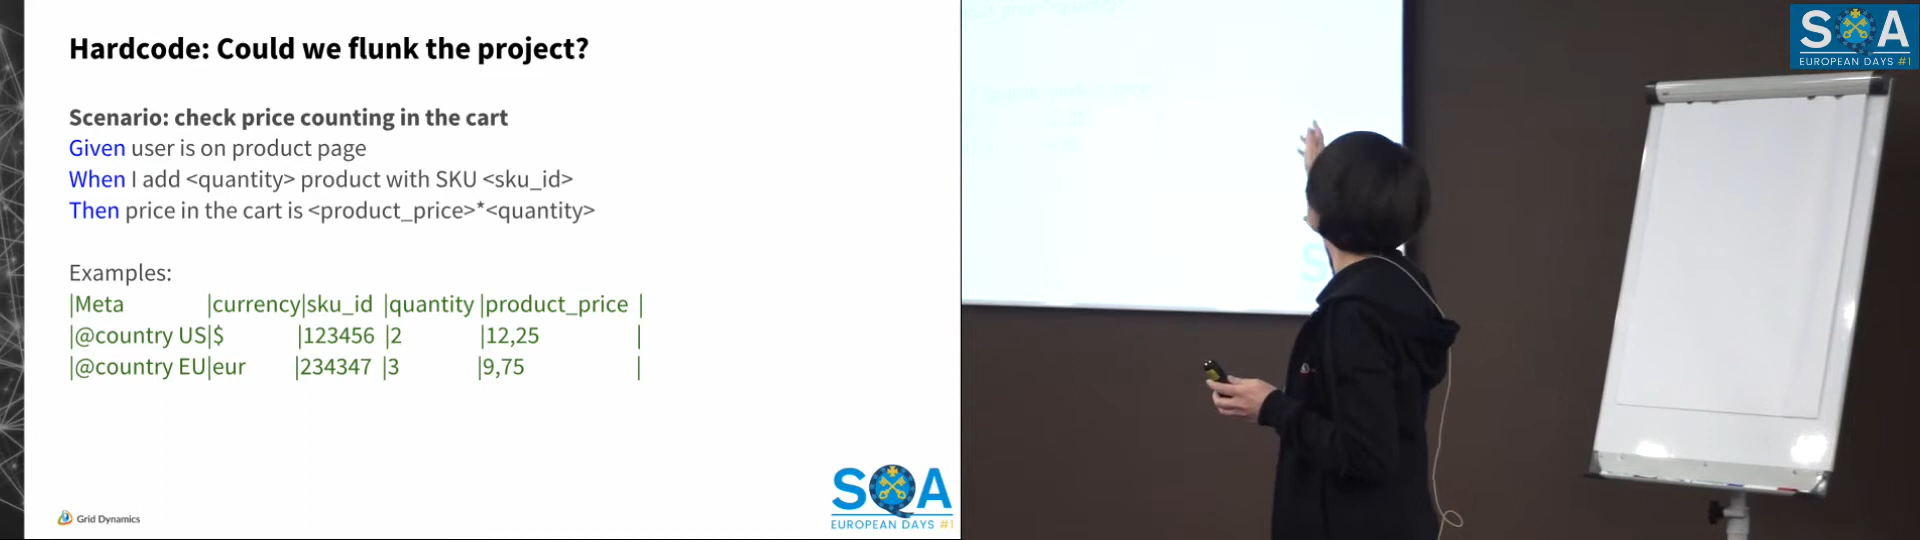 Hardcode: Could we flunk the project?
Scenario: check price counting in the cart
Given user is on product page
When I add <quantity> product with SKU <sku_id>
Then price in the cart is <product_price>*<quantity>
Examples:
|Meta |currency|sku_id |quantity |product_price |
|@country US|$ |123456 |2 |12,25 |
|@country EU|eur |234347 |3 |9,75 |
Grid Dynamics
SQA
EUROPEAN DAYS #1
SQA
EUROPEAN DAYS #1